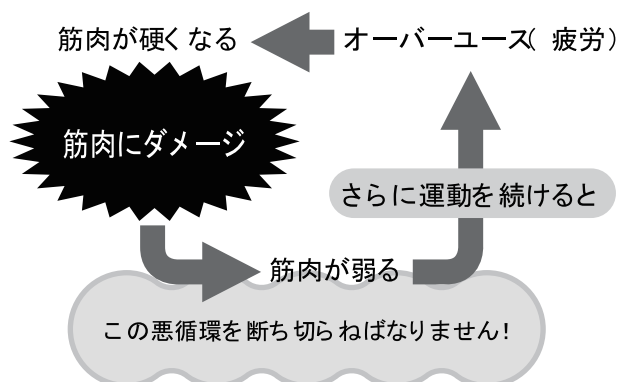 筋肉が硬くなる
オーバーユース(疲労)
筋肉にダメージ
さらに運動を続けると
筋肉が弱る
この悪循環を断ち切らねばなりません!